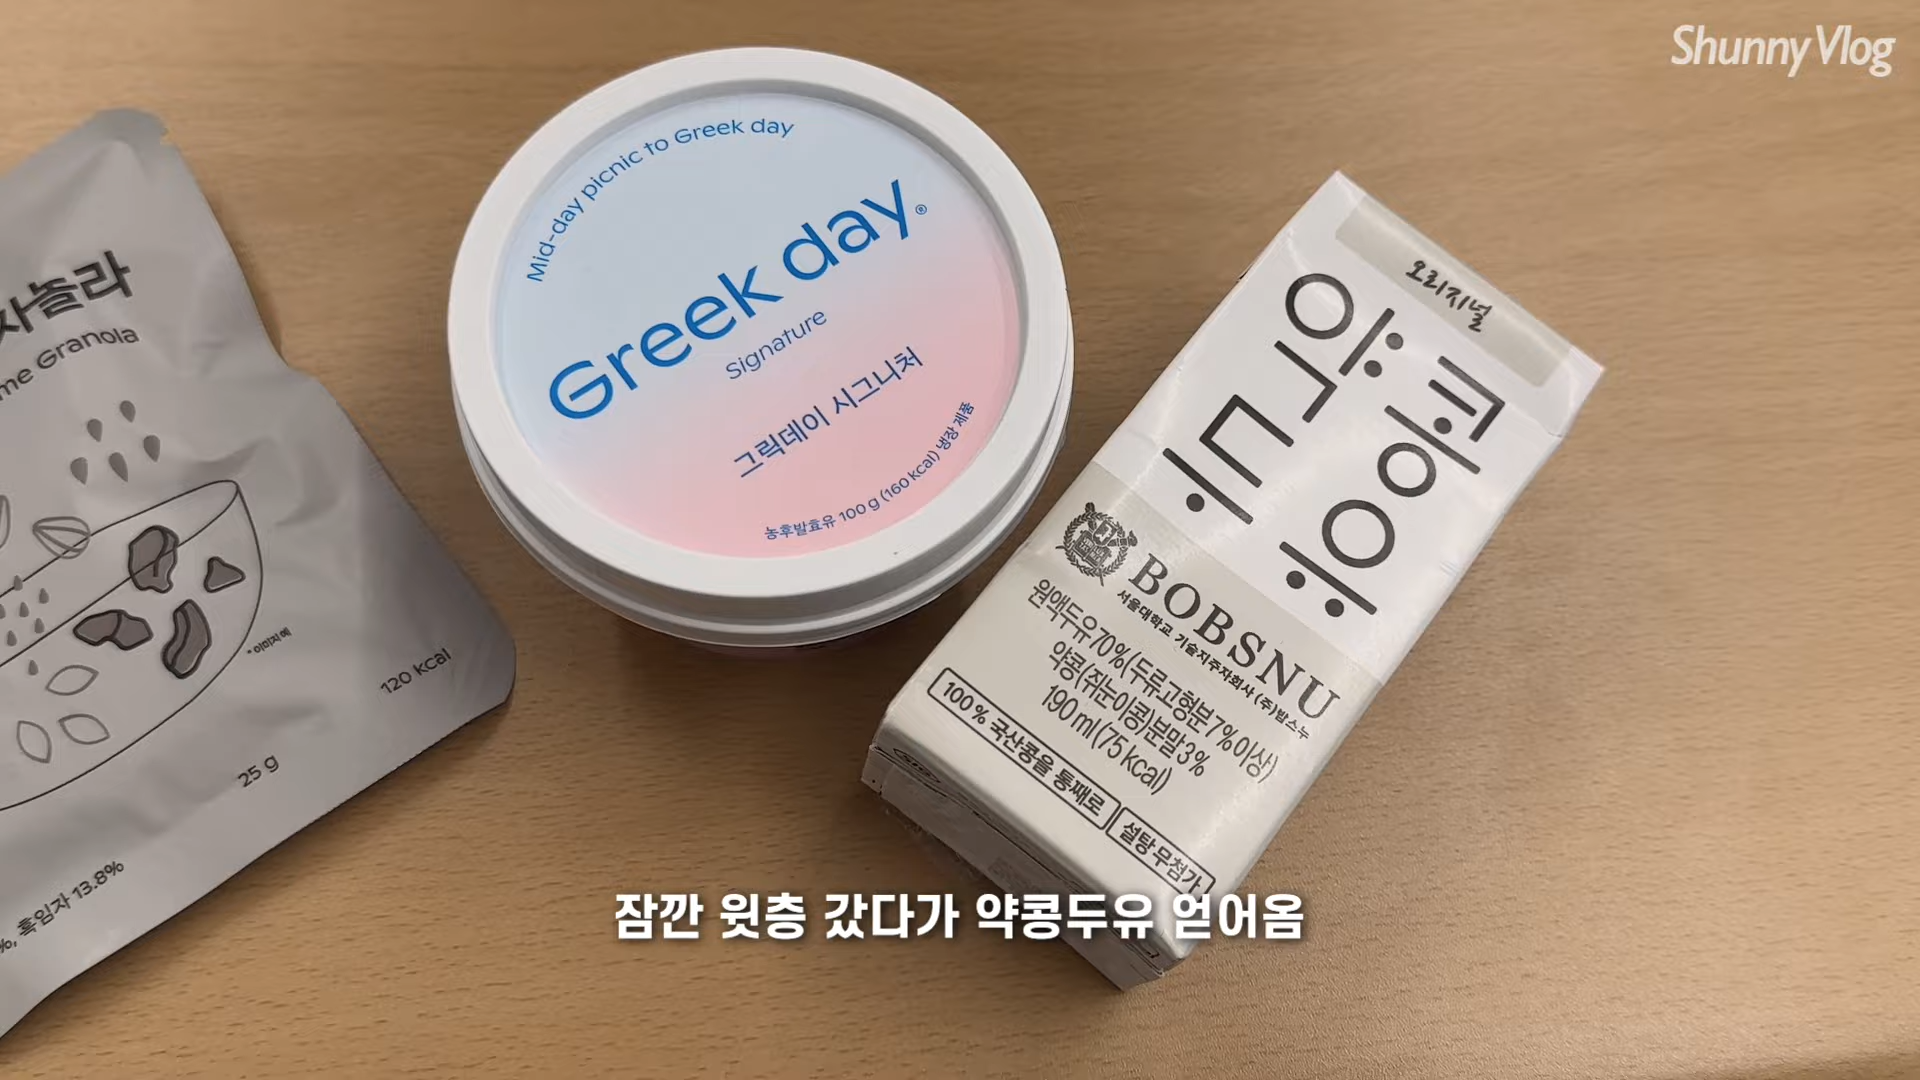 Shunny Vlog
Granola
*이미지 예
120 kcal
25 g
흑임자 13.8%
Mid-day picnic to Greek day
Greek day®
Signature
그릭데이 시그니처
농후발효유 100 g (160 kcal) 냉장 제품
오리지널
약콩
두유
BOBSNU
서울대학교 기술지주자회사 (주)밥스누
원액두유70%(두류고형분7%이상)
약콩(쥐눈이콩)분말3%
190 ml (75 kcal)
100% 국산콩을 통째로
설탕무첨가
잠깐 윗층 갔다가 약콩두유 얻어옴